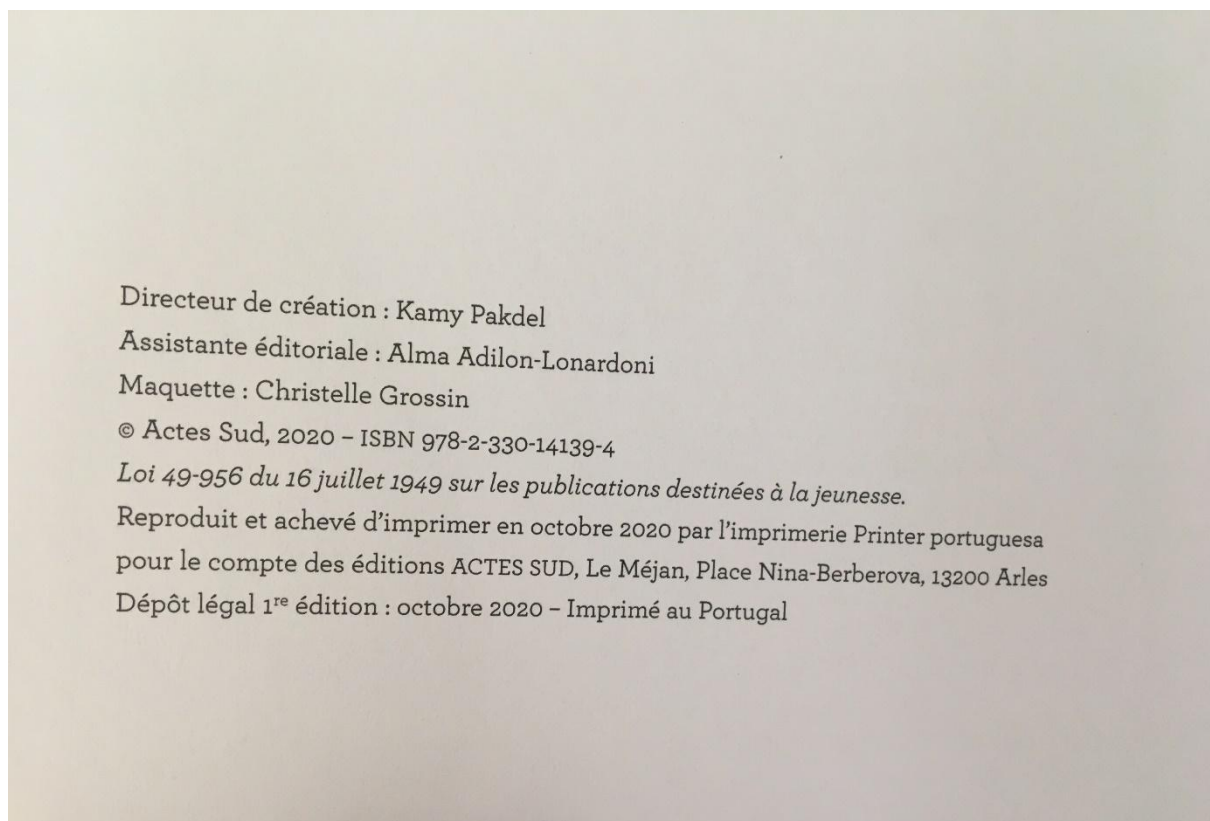 Directeur de création : Kamy Pakdel
Assistante éditoriale : Alma Adilon-Lonardoni
Maquette : Christelle Grossin
© Actes Sud, 2020 – ISBN 978-2-330-14139-4
Loi 49-956 du 16 juillet 1949 sur les publications destinées à la jeunesse.
Reproduit et achevé d’imprimer en octobre 2020 par l’imprimerie Printer portuguesa
pour le compte des éditions ACTES SUD, Le Méjan, Place Nina-Berberova, 13200 Arles
Dépôt légal 1re édition : octobre 2020 – Imprimé au Portugal